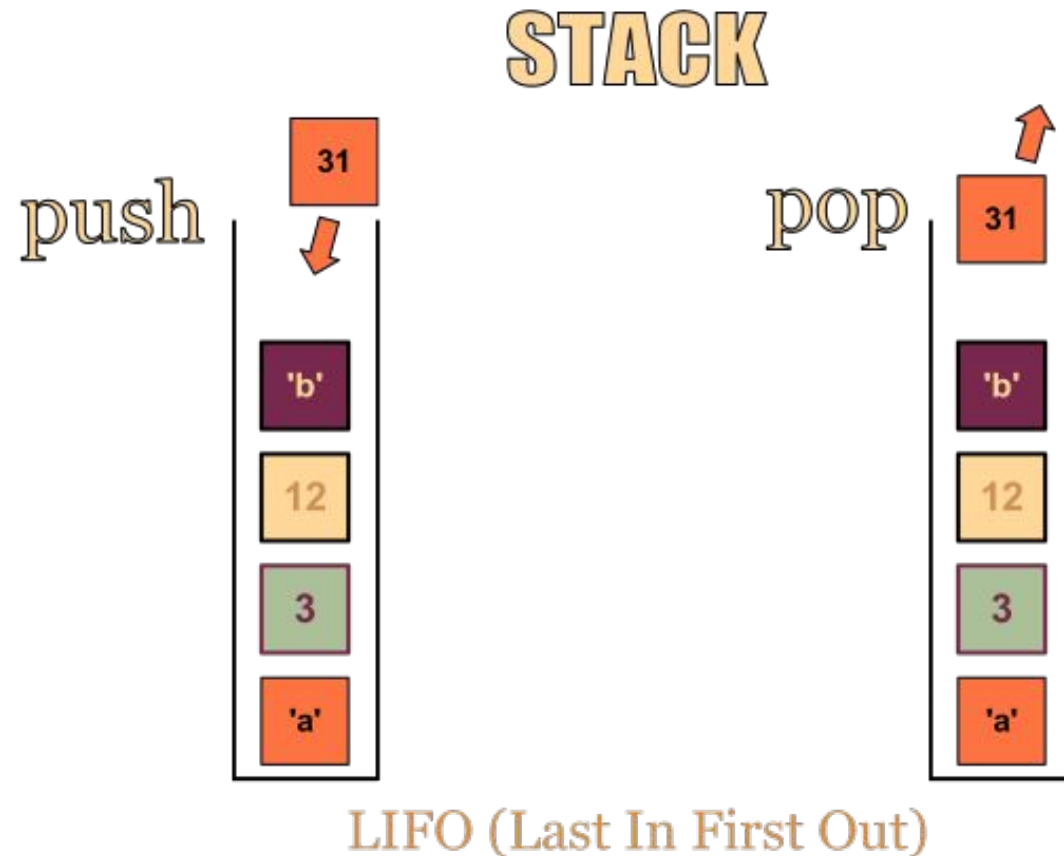 STACK
push
31
'b'
12
3
'a'
pop
31
'b'
12
3
'a'
LIFO (Last In First Out)